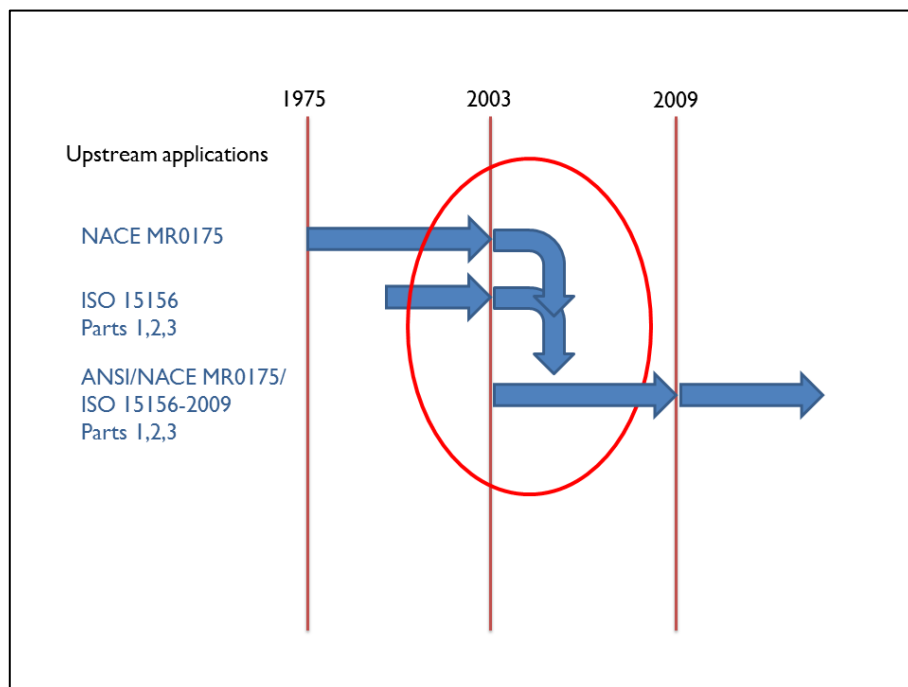 1975 2003 2009
Upstream applications
NACE MR0175
ISO 15156
Parts 1,2,3
ANSI/NACE MR0175/
ISO 15156-2009
Parts 1,2,3